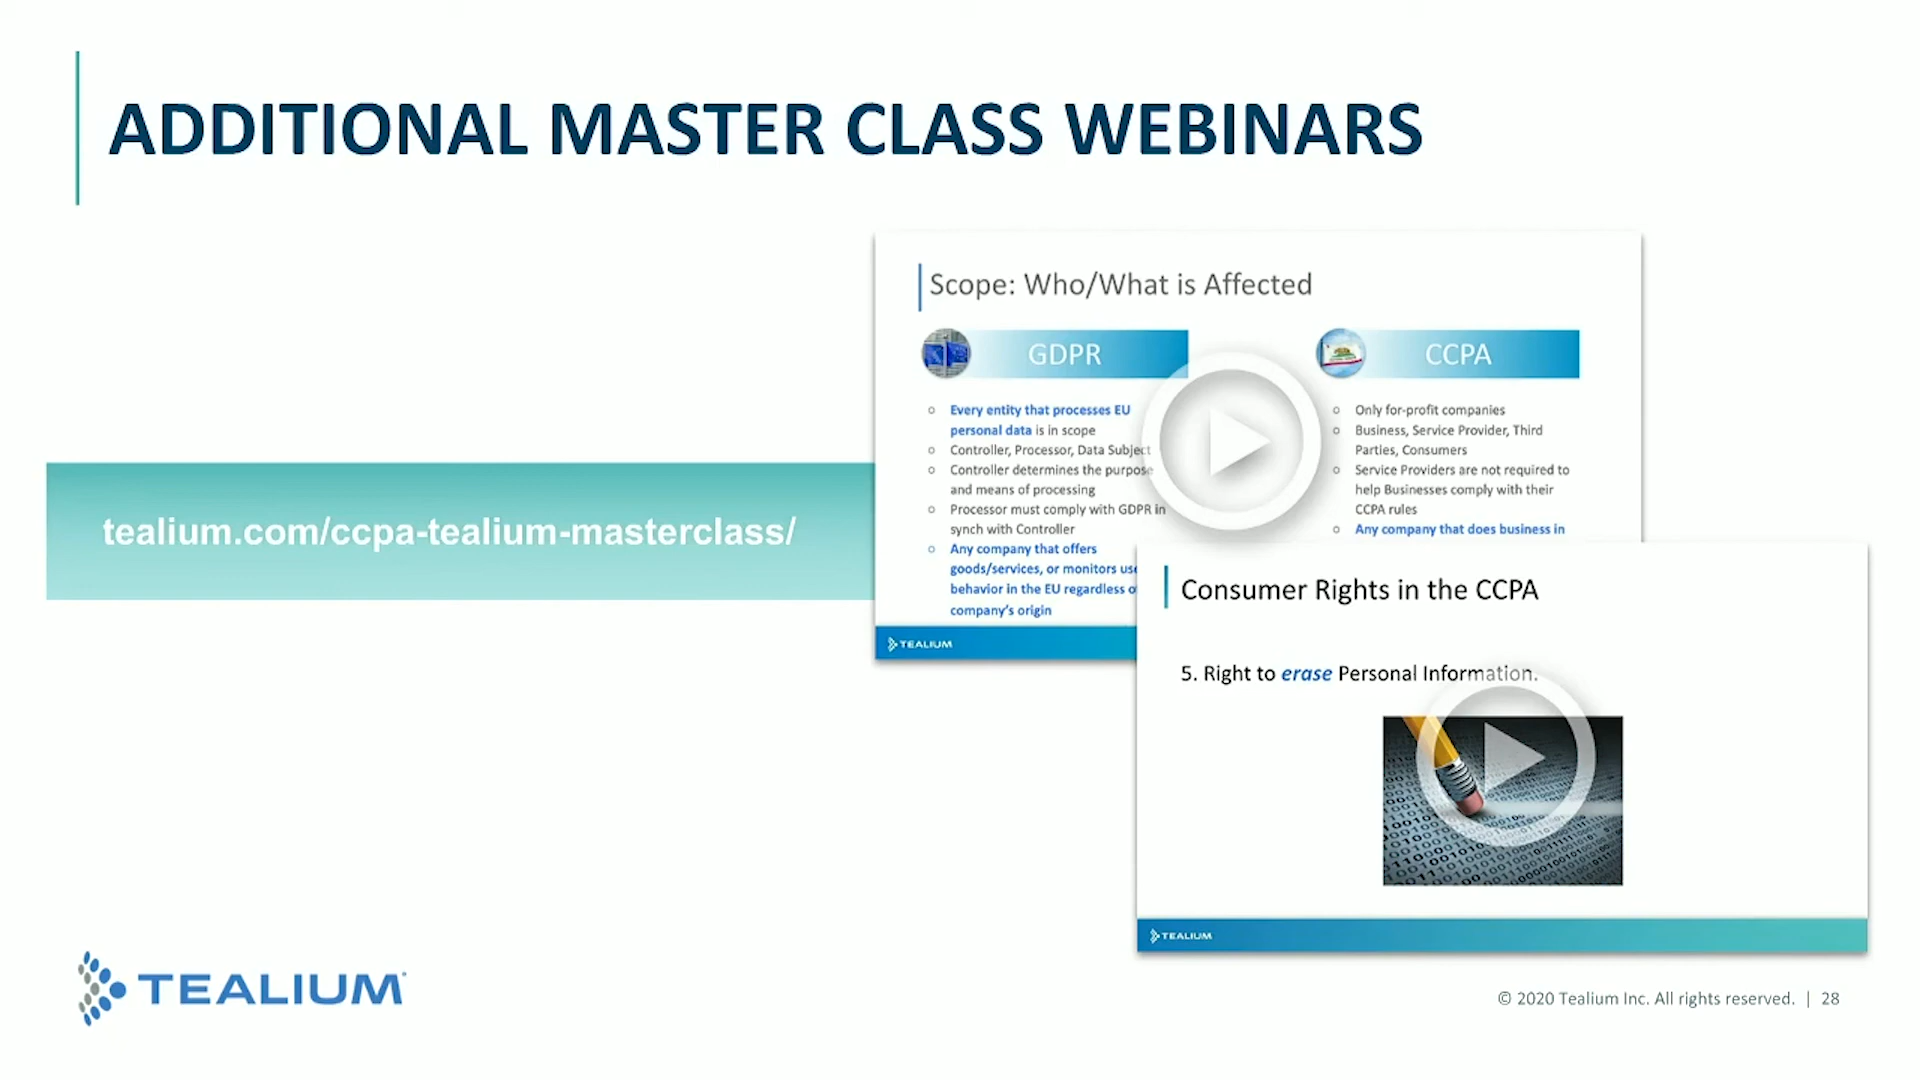 ADDITIONAL MASTER CLASS WEBINARS
tealium.com/ccpa-tealium-masterclass/
Scope: Who/What is Affected
GDPR
Every entity that processes EU
personal data is in scope
Controller, Processor, Data Subject
Controller determines the purpose
and means of processing
Processor must comply with GDPR in
synch with Controller
Any company that offers
goods/services, or monitors
behavior in the EU regardless
company's origin
CCPA
Only for-profit companies
Business, Service Provider, Third
Parties, Consumers
Service Providers are not required to
help Businesses comply with their
CCPA rules
Any company that does business in
TEALIUM
Consumer Rights in the CCPA
5. Right to erase Personal Information.
TEALIUM
TEALIUM
© 2020 Tealium Inc. All rights reserved. | 28